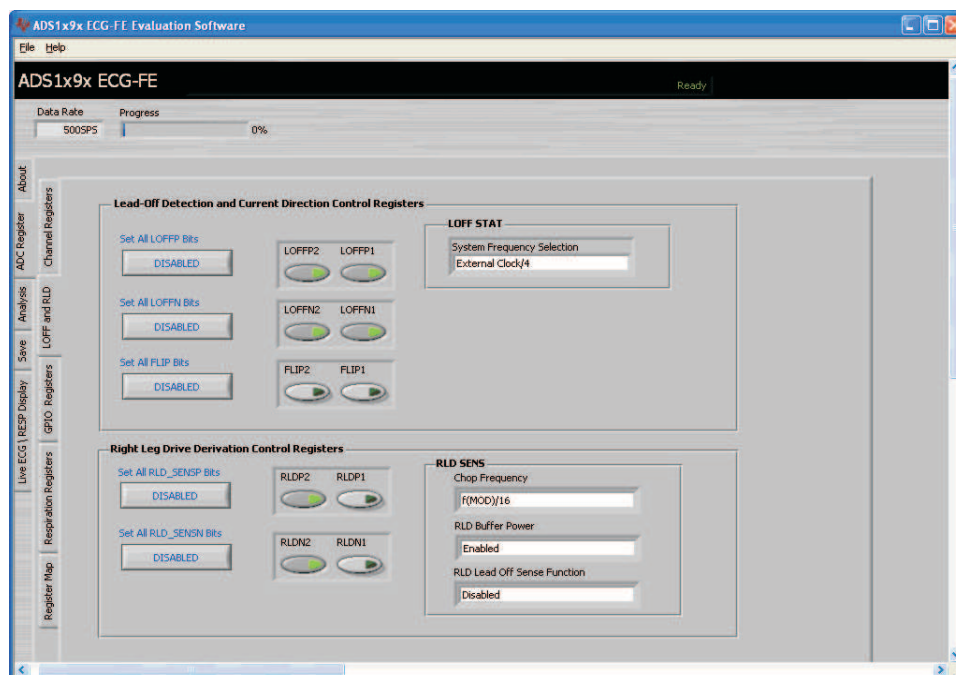 ADS1x9x ECG-FE Evaluation Software
File Help
ADS1x9x ECG-FE
Ready
Data Rate
Progress
500SPS
0%
About
ADC Register
Analysis
Save
Live ECG \ RESP Display
Channel Registers
LOFF and RLD
GPIO Registers
Respiration Registers
Register Map
Lead-Off Detection and Current Direction Control Registers
Set All LOFFP Bits
DISABLED
LOFFP2 LOFFP1
Set All LOFFN Bits
DISABLED
LOFFN2 LOFFN1
Set All FLIP Bits
DISABLED
FLIP2 FLIP1
LOFF STAT
System Frequency Selection
External Clock/4
Right Leg Drive Derivation Control Registers
Set All RLD_SENSP Bits
DISABLED
RLDP2 RLDP1
Set All RLD_SENSN Bits
DISABLED
RLDN2 RLDN1
RLD SENS
Chop Frequency
f(MOD)/16
RLD Buffer Power
Enabled
RLD Lead Off Sense Function
Disabled